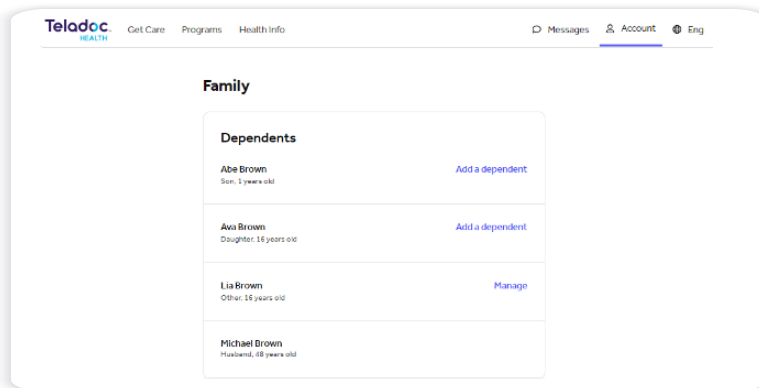 Teladoc.
HEALTH
Get Care Programs Health Info Messages Account Eng
Family
Dependents
Abe Brown Add a dependent
Son, 1 years old
Ava Brown Add a dependent
Daughter, 16 years old
Lia Brown Manage
Other, 16 years old
Michael Brown
Husband, 48 years old